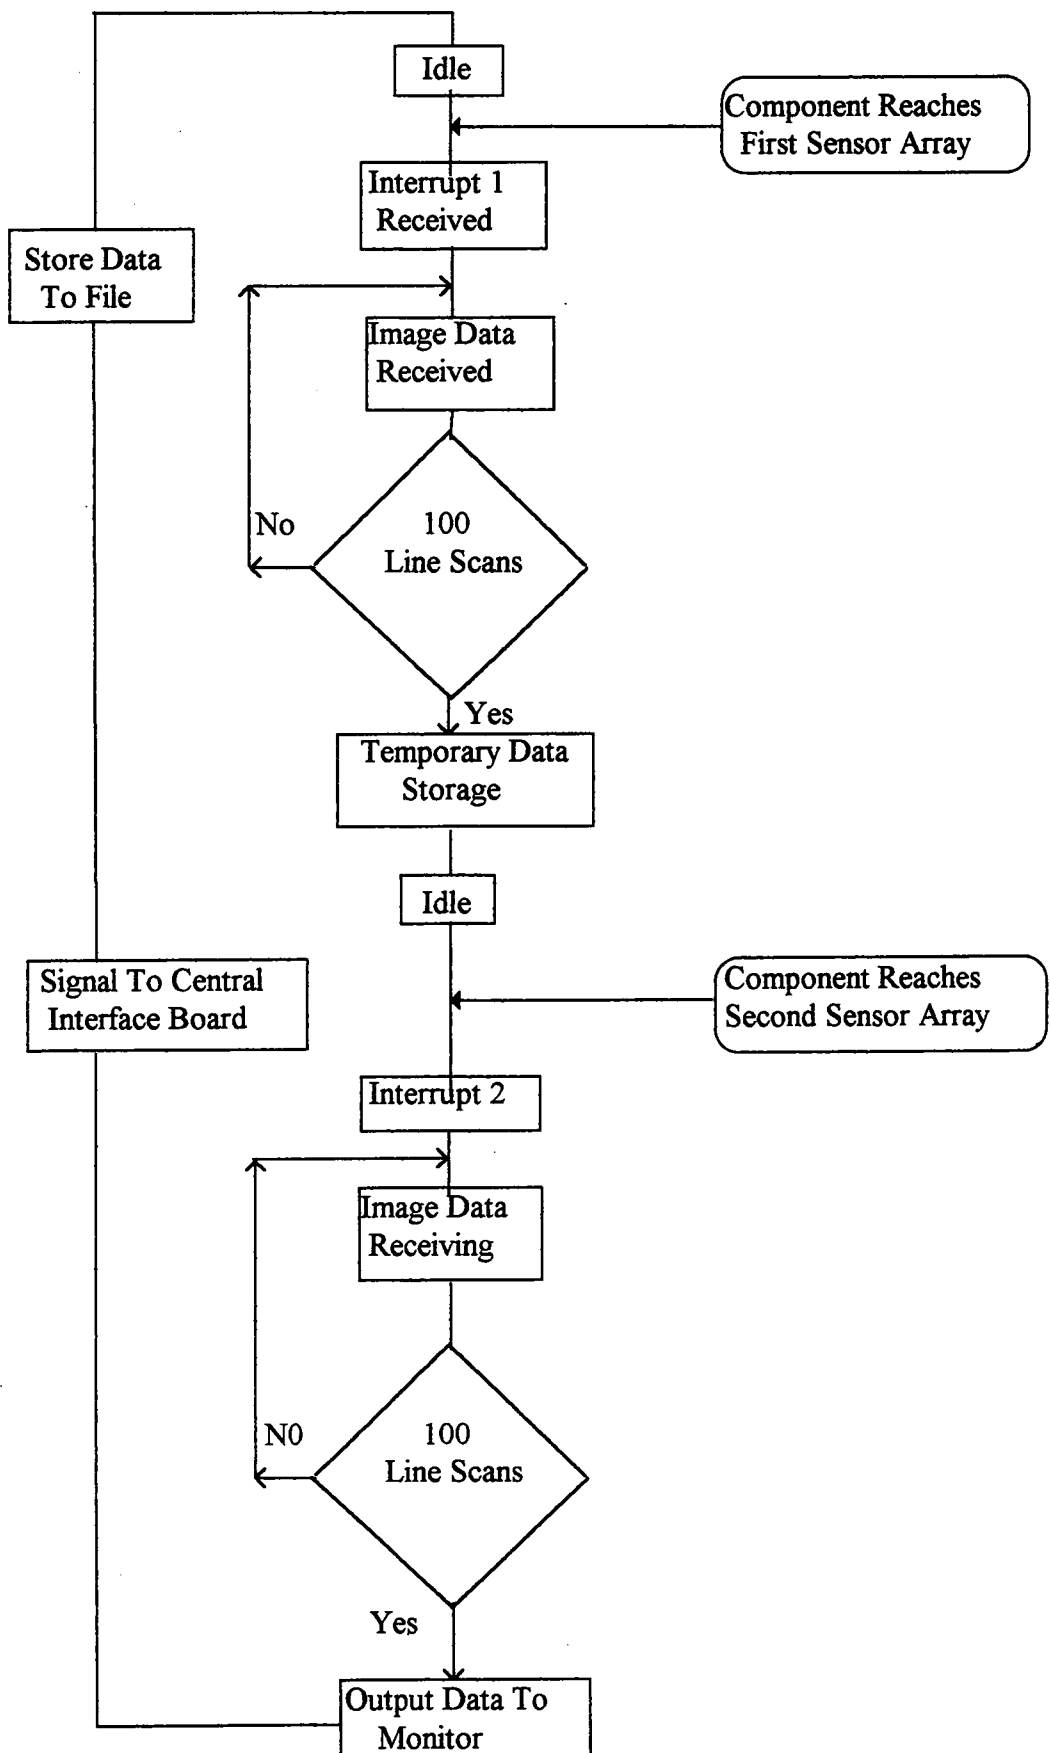 Idle
Component Reaches
First Sensor Array
Interrupt 1
Received
Store Data
To File
Image Data
Received
No
100
Line Scans
Yes
Temporary Data
Storage
Idle
Signal To Central
Interface Board
Component Reaches
Second Sensor Array
Interrupt 2
Image Data
Receiving
N0
100
Line Scans
Yes
Output Data To
Monitor